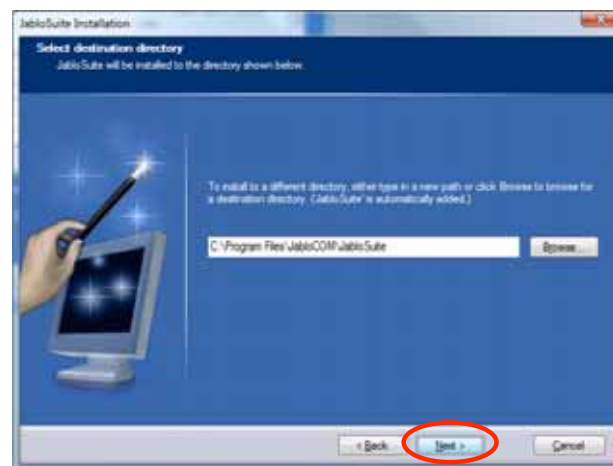 JabloSuite Installation
Select destination directory
JabloSuite will be installed to the directory shown below.
To install to a different directory, either type in a new path or click Browse to browse for
a destination directory. ('JabloSuite' is automatically added.)
C:\Program Files\JabloCOM\JabloSuite
Browse...
< Back
Next >
Cancel